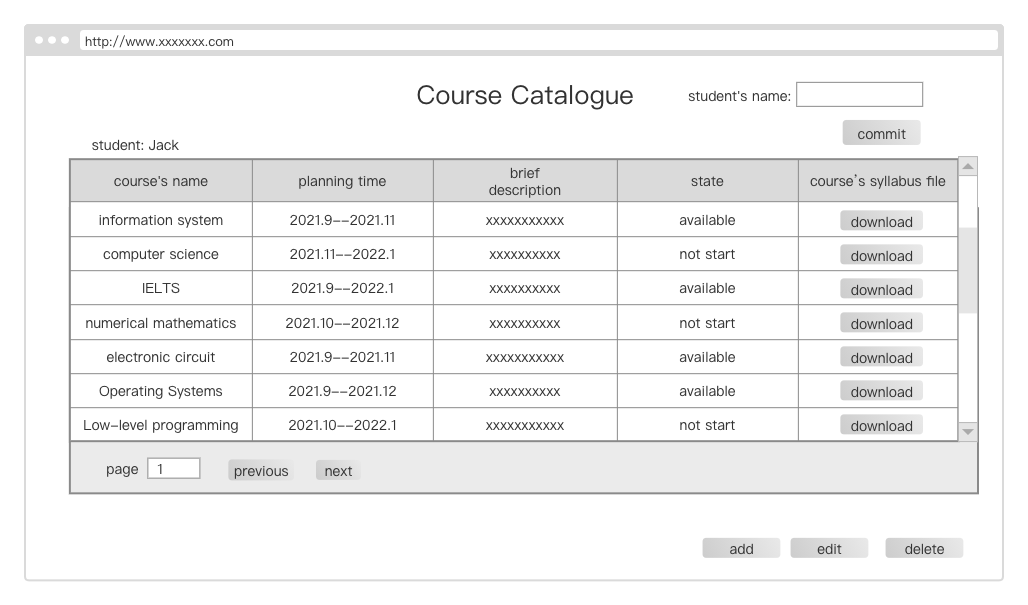 http://www.xxxxxxx.com
Course Catalogue
student's name:
commit
student: Jack
course's name planning time brief description state course's syllabus file
information system 2021.9--2021.11 xxxxxxxxxxx available download
computer science 2021.11--2022.1 xxxxxxxxxx not start download
IELTS 2021.9--2022.1 xxxxxxxxxx available download
numerical mathematics 2021.10--2021.12 xxxxxxxxxx not start download
electronic circuit 2021.9--2021.11 xxxxxxxxxxx available download
Operating Systems 2021.9--2021.12 xxxxxxxxxx available download
Low-level programming 2021.10--2022.1 xxxxxxxxxxx not start download
page 1 previous next
add edit delete